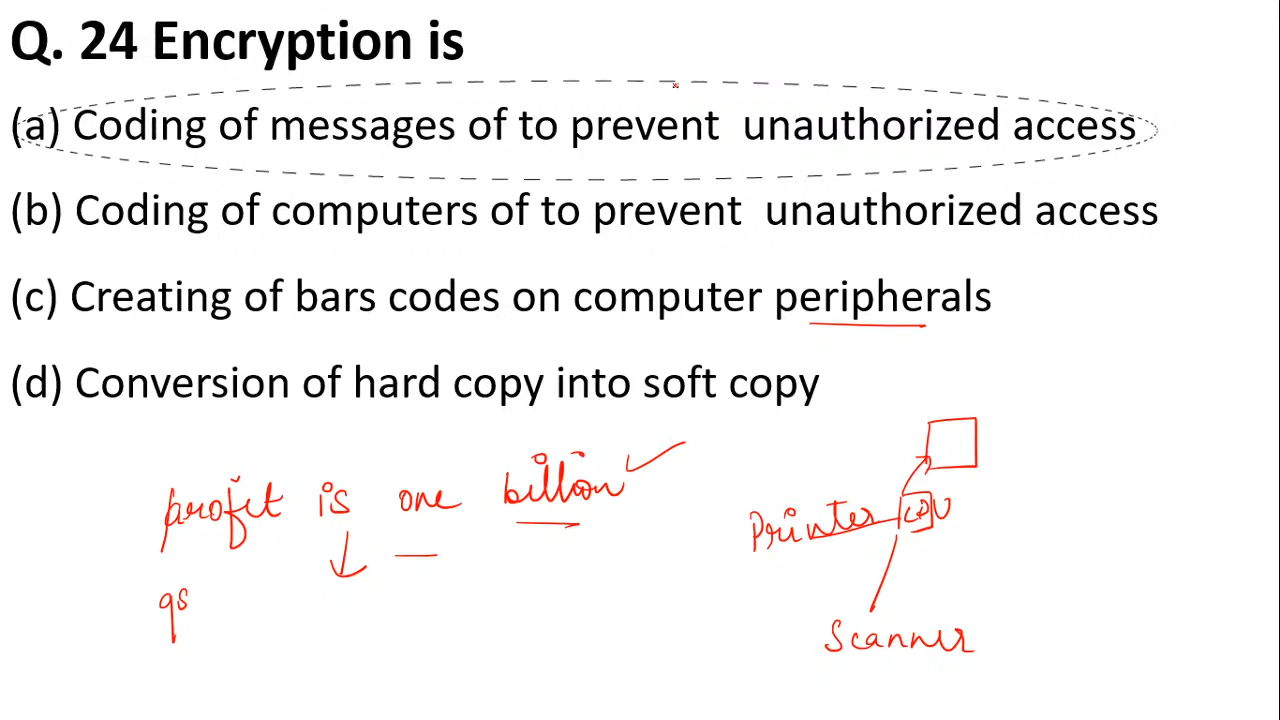 Q. 24 Encryption is
(a) Coding of messages of to prevent unauthorized access
(b) Coding of computers of to prevent unauthorized access
(c) Creating of bars codes on computer peripherals
(d) Conversion of hard copy into soft copy
profit is one billion
Printer CPU
qs
Scanner